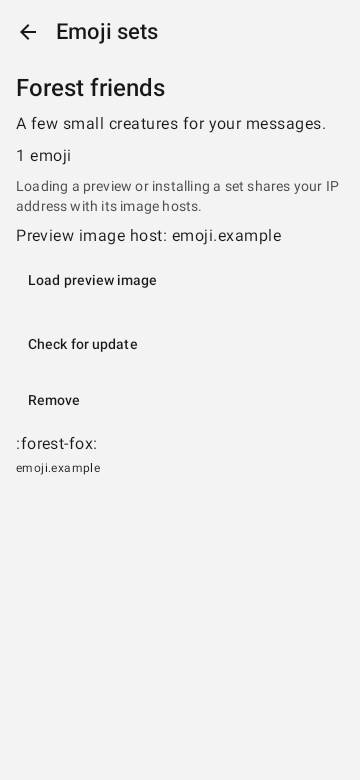 Emoji sets
Forest friends
A few small creatures for your messages.
1 emoji
Loading a preview or installing a set shares your IP
address with its image hosts.
Preview image host: emoji.example
Load preview image
Check for update
Remove
:forest-fox:
emoji.example